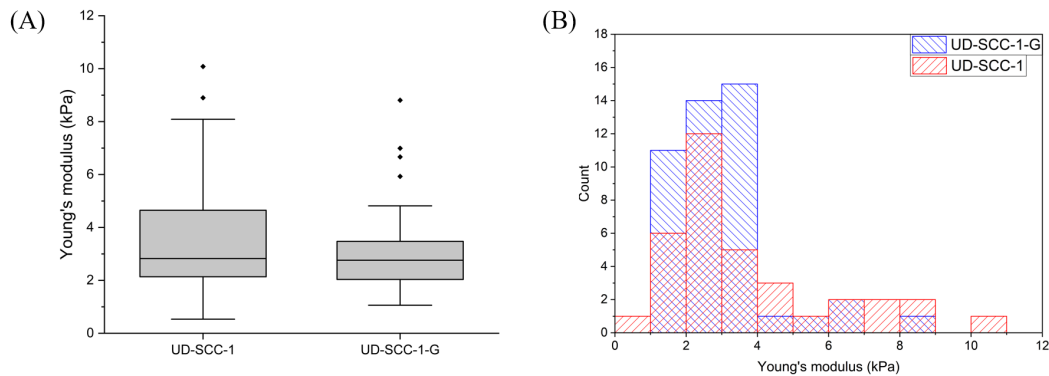 (A)
12
10
8
6
4
2
0
Young's modulus (kPa)
UD-SCC-1
UD-SCC-1-G
(B)
UD-SCC-1-G
UD-SCC-1
18
16
14
12
10
8
6
4
2
0
Count
0 2 4 6 8 10 12
Young's modulus (kPa)